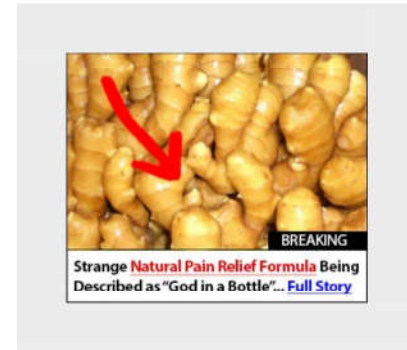 BREAKING
Strange Natural Pain Relief Formula Being
Described as “God in a Bottle”... Full Story